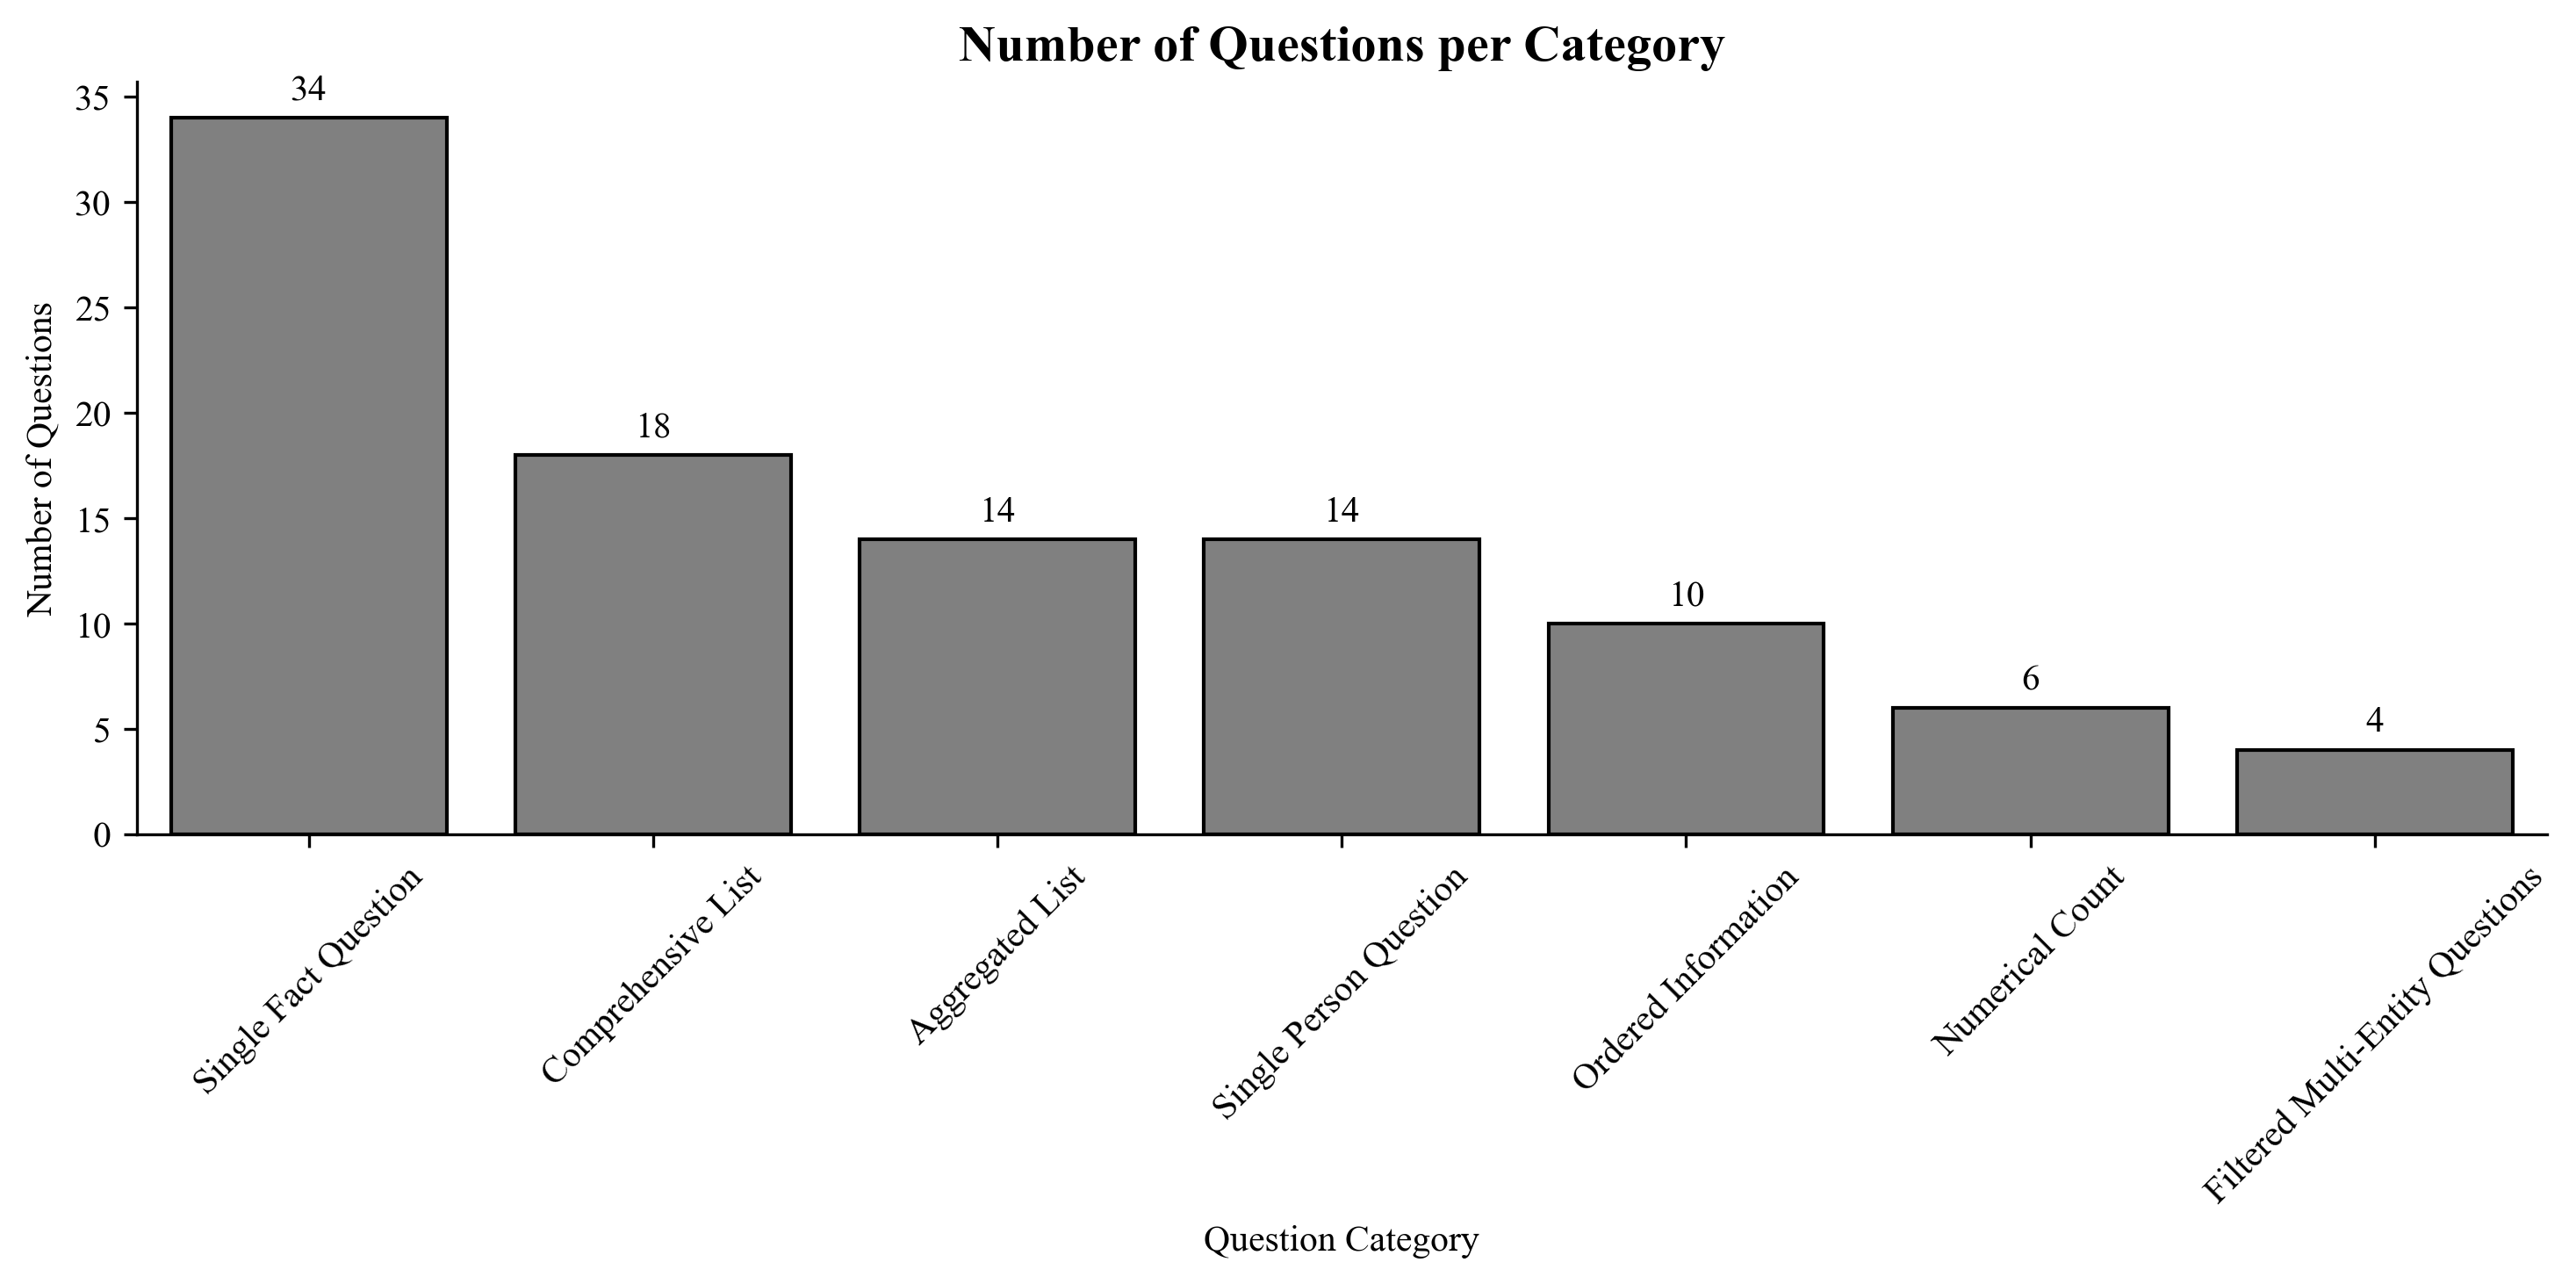 Number of Questions per Category
Number of Questions
35
30
25
20
15
10
5
0
34
18
14
14
10
6
4
Single Fact Question
Comprehensive List
Aggregated List
Single Person Question
Ordered Information
Numerical Count
Filtered Multi-Entity Questions
Question Category